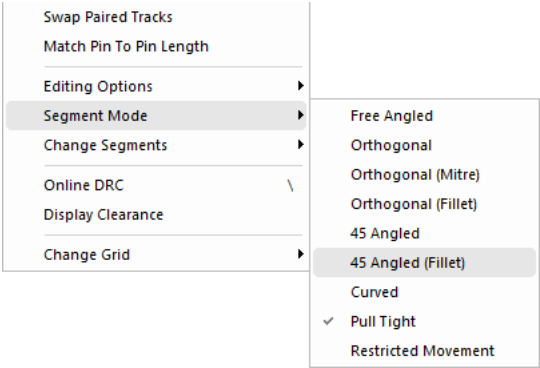 Swap Paired Tracks
Match Pin To Pin Length
Editing Options
Segment Mode
Change Segments
Online DRC \
Display Clearance
Change Grid
Free Angled
Orthogonal
Orthogonal (Mitre)
Orthogonal (Fillet)
45 Angled
45 Angled (Fillet)
Curved
Pull Tight
Restricted Movement